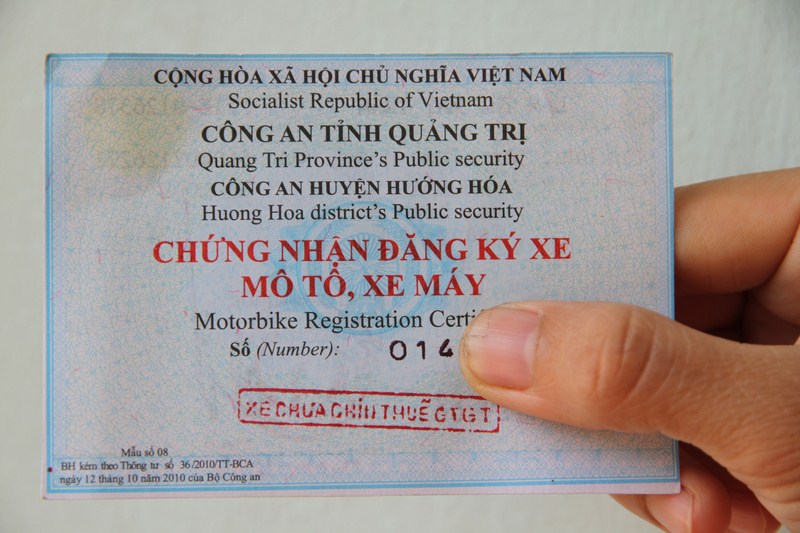 CỘNG HÒA XÃ HỘI CHỦ NGHĨA VIỆT NAM
Socialist Republic of Vietnam
CÔNG AN TỈNH QUẢNG TRỊ
Quang Tri Province's Public security
CÔNG AN HUYỆN HƯỚNG HÓA
Huong Hoa district's Public security
CHỨNG NHẬN ĐĂNG KÝ XE
MÔ TÔ, XE MÁY
Motorbike Registration
Số (Number): 014
XE CHƯA CHỊU THUẾ GTGT
Mẫu số 08
BH kèm theo Thông tư số 36/2010/TT-BCA
ngày 12 tháng 10 năm 2010 của Bộ Công an